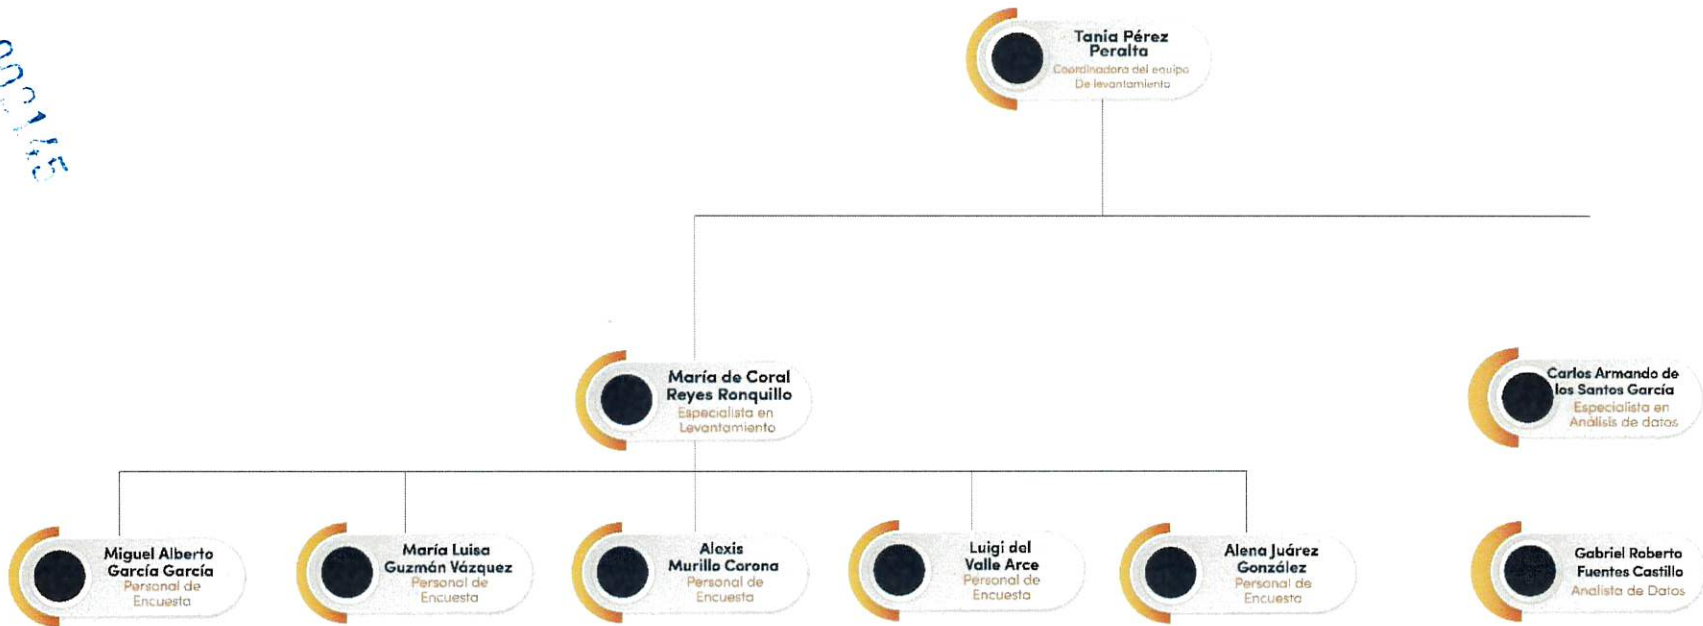 Tania Pérez
Peralta
Coordinadora del equipo
De levantamiento
María de Coral
Reyes Ronquillo
Especialista en
Levantamiento
Carlos Armando de
los Santos García
Especialista en
Análisis de datos
Miguel Alberto
García García
Personal de
Encuesta
María Luisa
Guzmán Vázquez
Personal de
Encuesta
Alexis
Murillo Corona
Personal de
Encuesta
Luigi del
Valle Arce
Personal de
Encuesta
Alena Juárez
González
Personal de
Encuesta
Gabriel Roberto
Fuentes Castillo
Analista de Datos